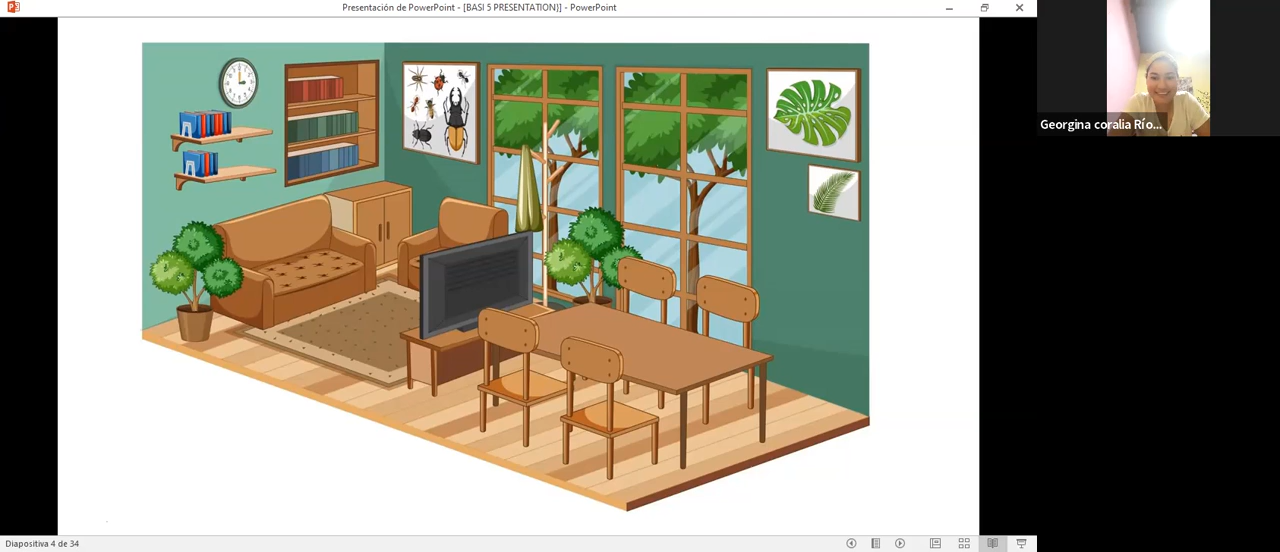 Presentación de PowerPoint - [BASI 5 PRESENTATION)] - PowerPoint
Georgina coralia Río...
Diapositiva 4 de 34